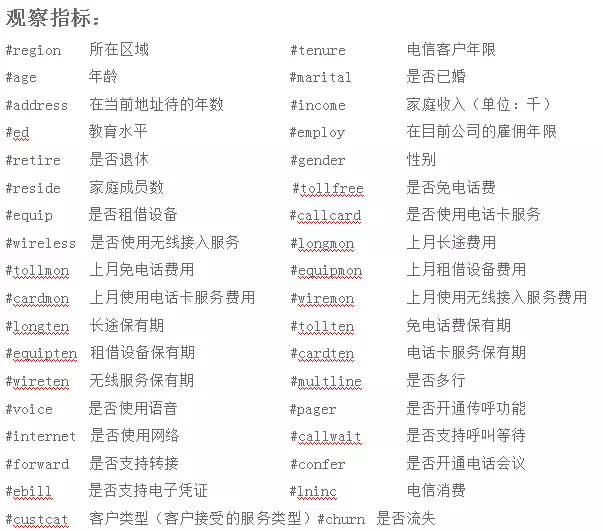 观察指标：
#region 所在区域 #tenure 电信客户年限
#age 年龄 #marital 是否已婚
#address 在当前地址待的年数 #income 家庭收入（单位：千）
#ed 教育水平 #employ 在目前公司的雇佣年限
#retire 是否退休 #gender 性别
#reside 家庭成员数 #tollfree 是否免电话费
#equip 是否租借设备 #callcard 是否使用电话卡服务
#wireless 是否使用无线接入服务 #longmon 上月长途费用
#tollmon 上月免电话费用 #equipmon 上月租借设备费用
#cardmon 上月使用电话卡服务费用 #wiremon 上月使用无线接入服务费用
#longten 长途保有期 #tollten 免电话费保有期
#equipten 租借设备保有期 #cardten 电话卡服务保有期
#wireten 无线服务保有期 #multline 是否多行
#voice 是否使用语音 #pager 是否开通传呼功能
#internet 是否使用网络 #callwait 是否支持呼叫等待
#forward 是否支持转接 #confer 是否开通电话会议
#ebill 是否支持电子凭证 #lninc 电信消费
#custcat 客户类型（客户接受的服务类型）#churn 是否流失